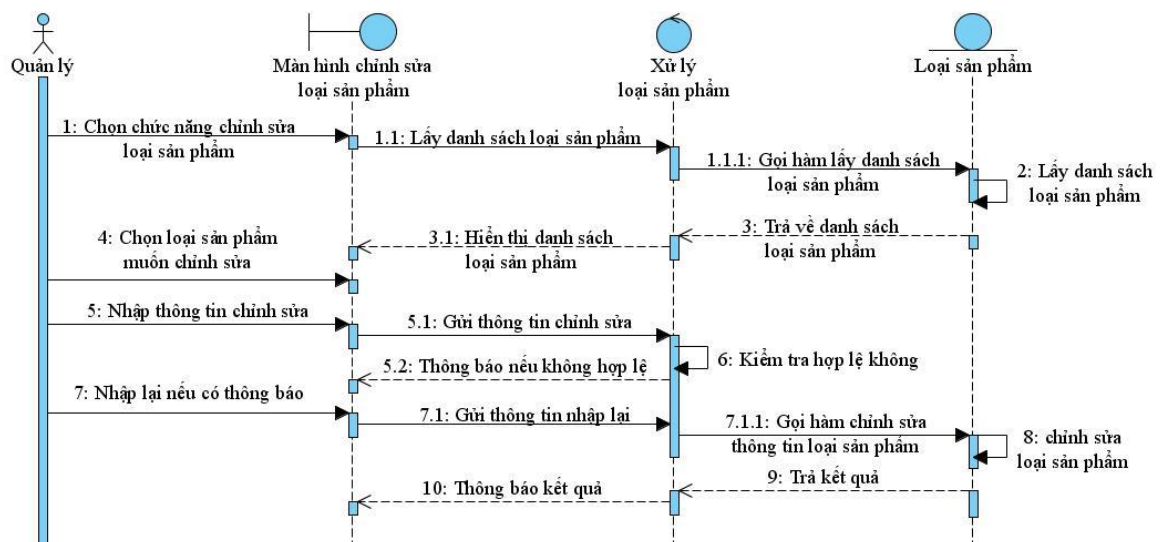 Quản lý
Màn hình chỉnh sửa
loại sản phẩm
Xử lý
loại sản phẩm
Loại sản phẩm
1: Chọn chức năng chỉnh sửa
loại sản phẩm
1.1: Lấy danh sách loại sản phẩm
1.1.1: Gọi hàm lấy danh sách
loại sản phẩm
2: Lấy danh sách
loại sản phẩm
3: Trả về danh sách
loại sản phẩm
3.1: Hiển thi danh sách
loại sản phẩm
4: Chọn loại sản phẩm
muốn chỉnh sửa
5: Nhập thông tin chỉnh sửa
5.1: Gửi thông tin chỉnh sửa
6: Kiểm tra hợp lệ không
5.2: Thông báo nếu không hợp lệ
7: Nhập lại nếu có thông báo
7.1: Gửi thông tin nhập lại
7.1.1: Gọi hàm chỉnh sửa
thông tin loại sản phẩm
8: chỉnh sửa
loại sản phẩm
9: Trả kết quả
10: Thông báo kết quả